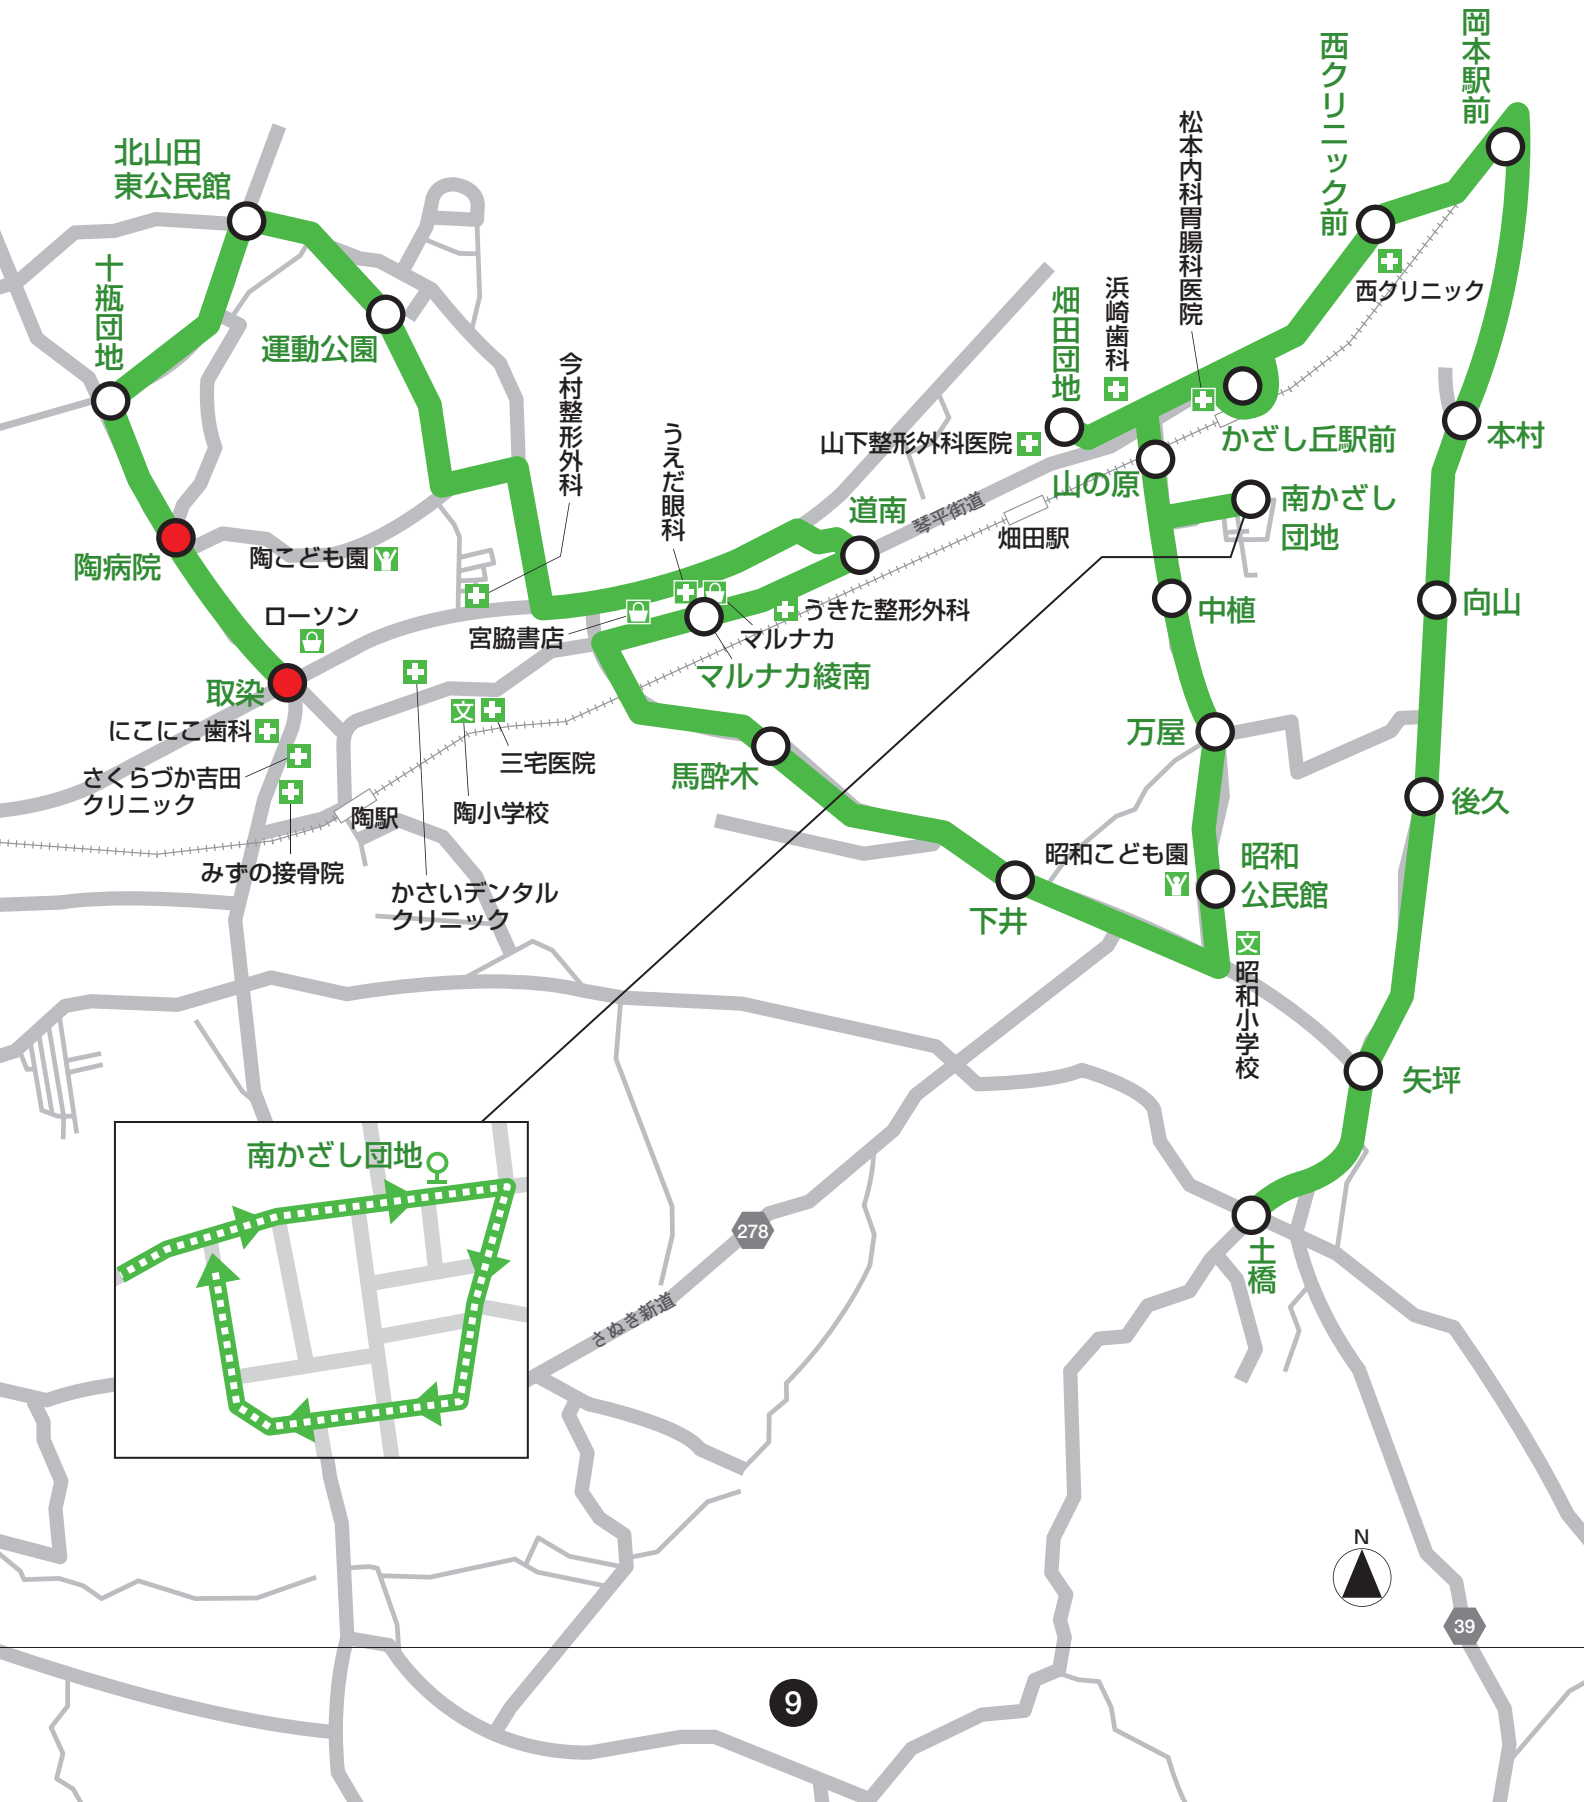 岡本駅前
西クリニック前
松本内科胃腸科医院
北山田
東公民館
十瓶団地
運動公園
西クリニック
浜崎歯科
畑田団地
今村整形外科
うえだ眼科
山下整形外科医院
かざし丘駅前
本村
山の原
南かざし
団地
琴平街道
道南
畑田駅
陶病院
陶こども園
ローソン
宮脇書店
マルナカ
うきた整形外科
中植
向山
マルナカ綾南
取染
にこにこ歯科
さくらづか吉田
クリニック
文
三宅医院
陶小学校
陶駅
みずの接骨院
かさいデンタル
クリニック
馬酔木
万屋
後久
昭和こども園
昭和
公民館
下井
文
昭和小学校
矢坪
南かざし団地
278
さぬき新道
土橋
N
39
9